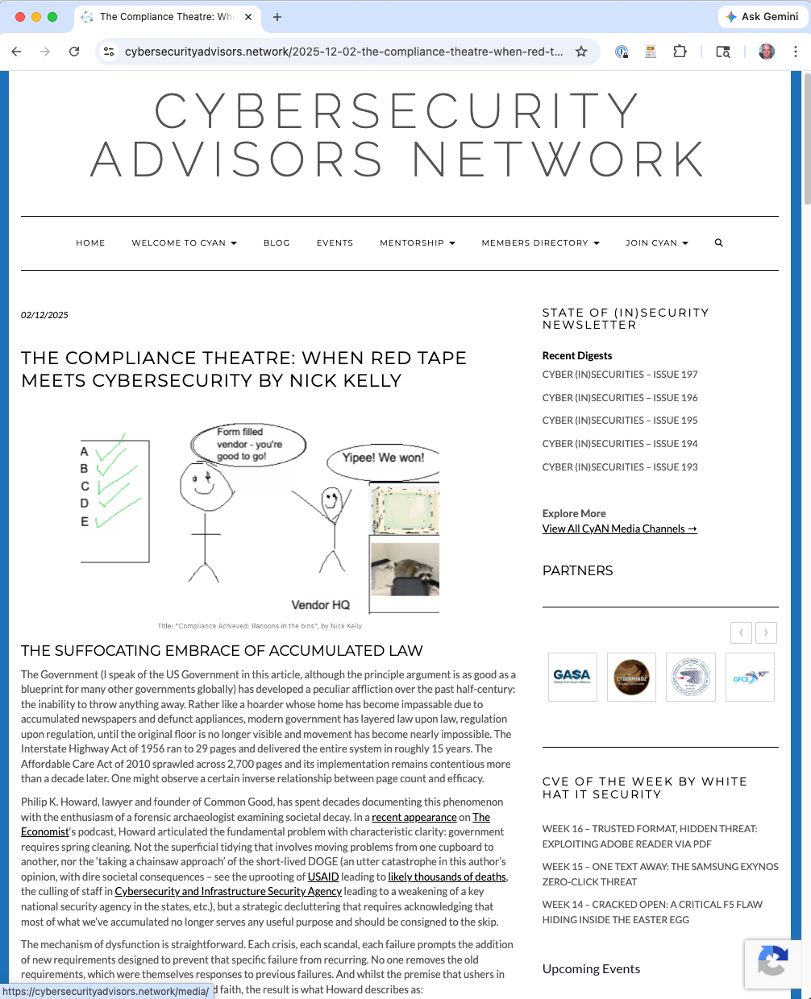 The Compliance Theatre: Whe
Ask Gemini
cybersecurityadvisors.network/2025-12-02-the-compliance-theatre-when-red-t...
CYBERSECURITY
ADVISORS NETWORK
HOME
WELCOME TO CYAN
BLOG
EVENTS
MENTORSHIP
MEMBERS DIRECTORY
JOIN CYAN
02/12/2025
THE COMPLIANCE THEATRE: WHEN RED TAPE
MEETS CYBERSECURITY BY NICK KELLY
A
B
C
D
E
Form filled
vendor - you're
good to go!
Yipee! We won!
Vendor HQ
Title: "Compliance Achieved: Racoons in the bins", by Nick Kelly
THE SUFFOCATING EMBRACE OF ACCUMULATED LAW
The Government (I speak of the US Government in this article, although the principle argument is as good as a
blueprint for many other governments globally) has developed a peculiar affliction over the past half-century:
the inability to throw anything away. Rather like a hoarder whose home has become impassable due to
accumulated newspapers and defunct appliances, modern government has layered law upon law, regulation
upon regulation, until the original floor is no longer visible and movement has become nearly impossible. The
Interstate Highway Act of 1956 ran to 29 pages and delivered the entire system in roughly 15 years. The
Affordable Care Act of 2010 sprawled across 2,700 pages and its implementation remains contentious more
than a decade later. One might observe a certain inverse relationship between page count and efficacy.
Philip K. Howard, lawyer and founder of Common Good, has spent decades documenting this phenomenon
with the enthusiasm of a forensic archaeologist examining societal decay. In a recent appearance on The
Economist's podcast, Howard articulated the fundamental problem with characteristic clarity: government
requires spring cleaning. Not the superficial tidying that involves moving problems from one cupboard to
another, nor the 'taking a chainsaw approach' of the short-lived DOGE (an utter catastrophe in this author's
opinion, with dire societal consequences – see the uprooting of USAID leading to likely thousands of deaths,
the culling of staff in Cybersecurity and Infrastructure Security Agency leading to a weakening of a key
national security agency in the states, etc.), but a strategic decluttering that requires acknowledging that
most of what we've accumulated no longer serves any useful purpose and should be consigned to the skip.
The mechanism of dysfunction is straightforward. Each crisis, each scandal, each failure prompts the addition
of new requirements designed to prevent that specific failure from recurring. No one removes the old
requirements, which were themselves responses to previous failures. And whilst the premise that ushers in
d faith, the result is what Howard describes as:
https://cybersecurityadvisors.network/media/
STATE OF (IN)SECURITY
NEWSLETTER
Recent Digests
CYBER (IN)SECURITIES – ISSUE 197
CYBER (IN)SECURITIES – ISSUE 196
CYBER (IN)SECURITIES – ISSUE 195
CYBER (IN)SECURITIES – ISSUE 194
CYBER (IN)SECURITIES – ISSUE 193
Explore More
View All CyAN Media Channels →
PARTNERS
GASA
Global Anti-Scam Alliance
CYBERMINDZ
GFCE 10
CVE OF THE WEEK BY WHITE
HAT IT SECURITY
WEEK 16 – TRUSTED FORMAT, HIDDEN THREAT:
EXPLOITING ADOBE READER VIA PDF
WEEK 15 – ONE TEXT AWAY: THE SAMSUNG EXYNOS
ZERO-CLICK THREAT
WEEK 14 – CRACKED OPEN: A CRITICAL F5 FLAW
HIDING INSIDE THE EASTER EGG
Upcoming Events